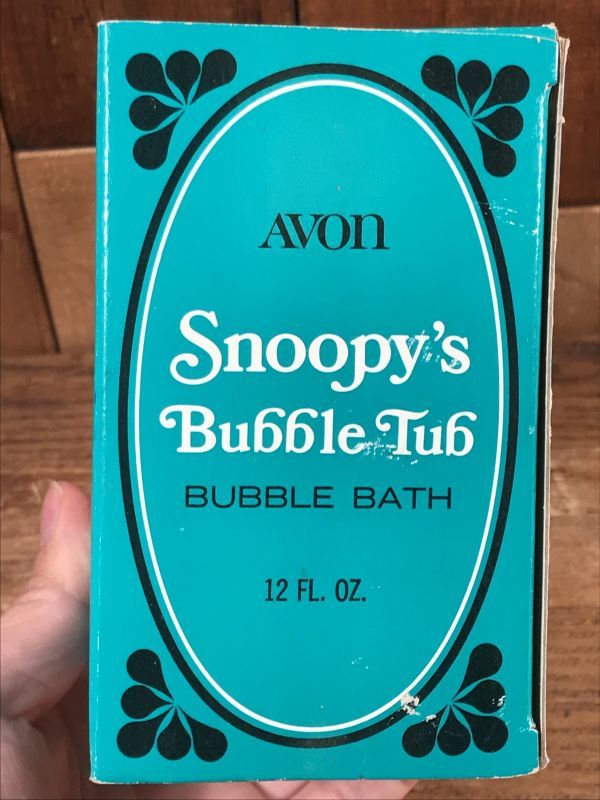 AVON
Snoopy's
Bubble Tub
BUBBLE BATH
12 FL. OZ.